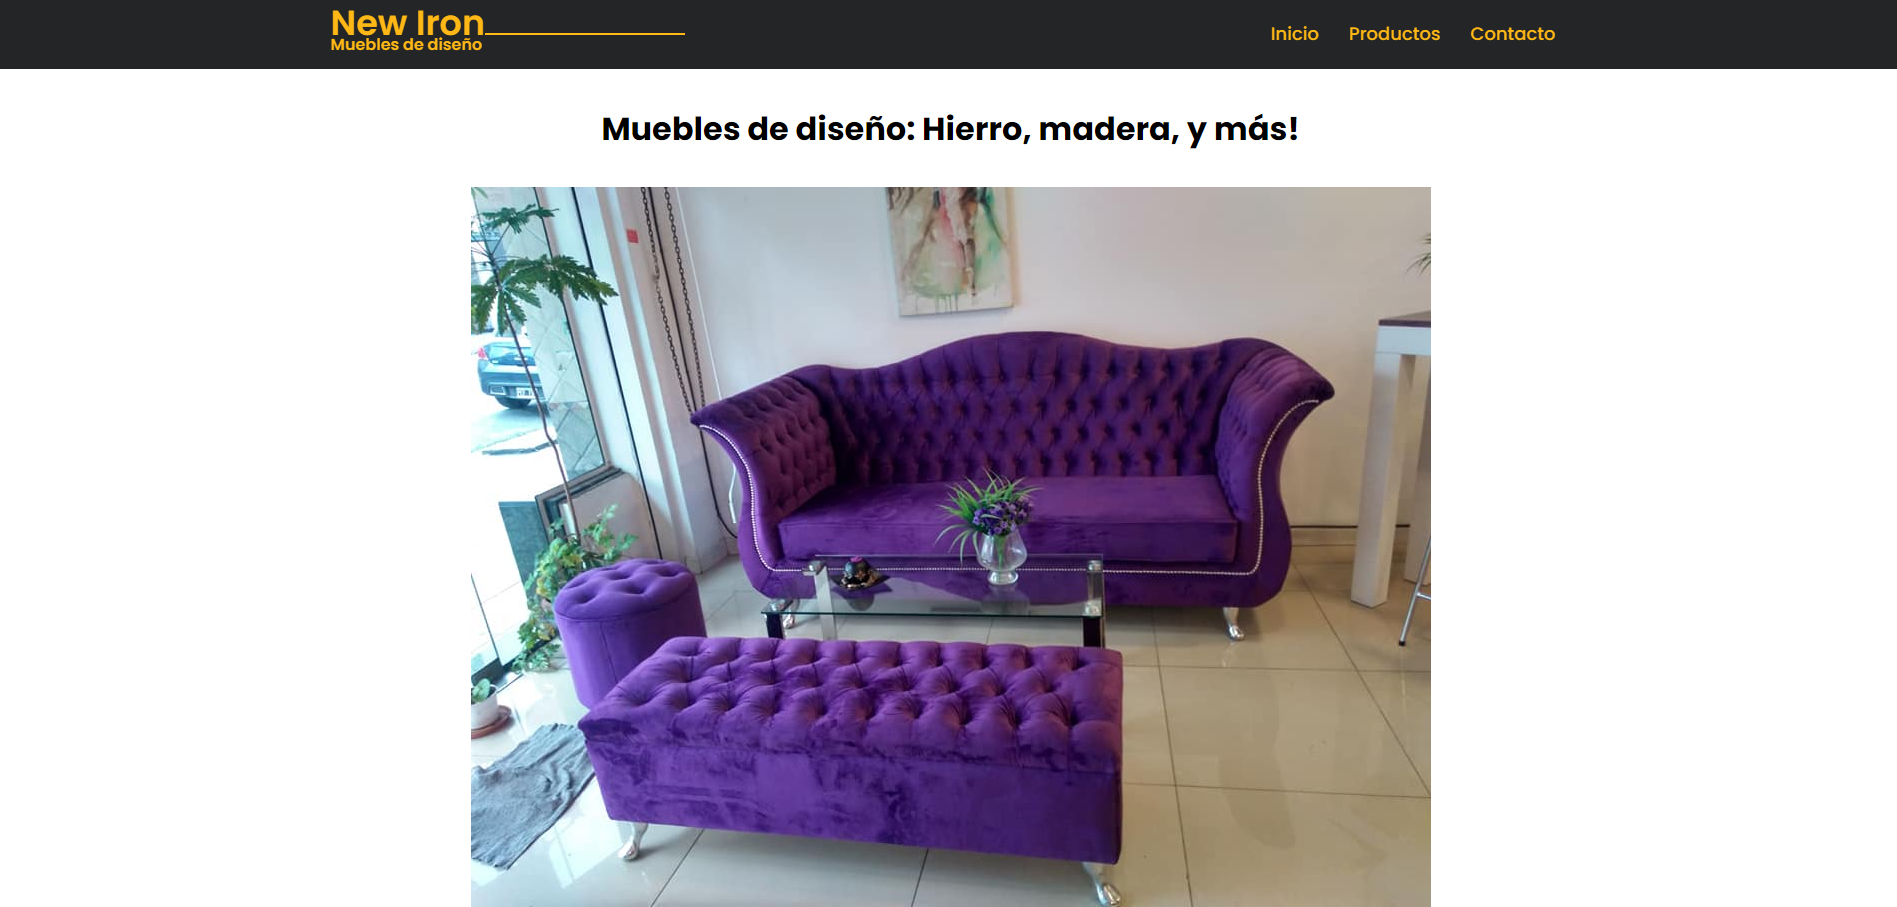 New Iron
Muebles de diseño
Inicio Productos Contacto
Muebles de diseño: Hierro, madera, y más!